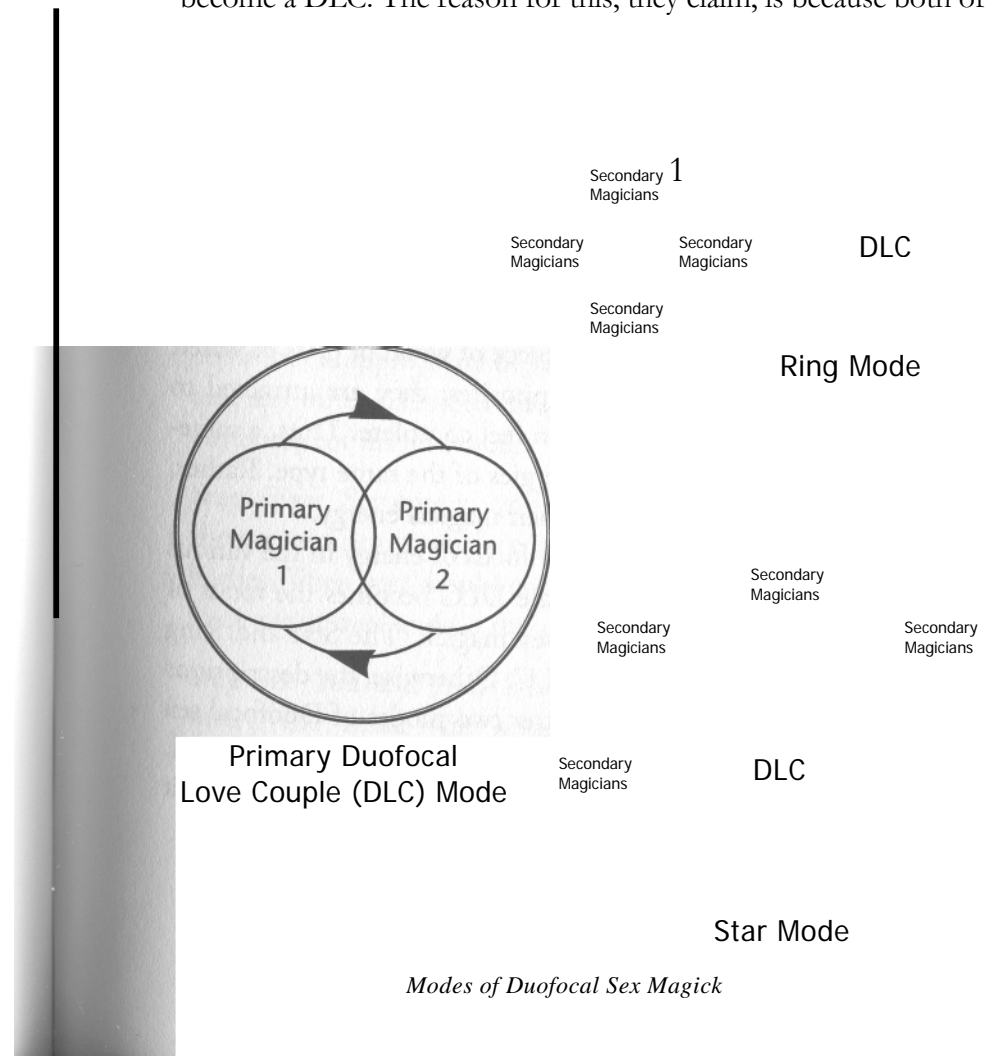 become a DLC. The reason for this, they claim, is because both of
Secondary 1
Magicians
Secondary
Magicians
Secondary
Magicians
DLC
Secondary
Magicians
Ring Mode
Primary
Magician
1
Primary
Magician
2
Secondary
Magicians
Secondary
Magicians
Secondary
Magicians
Primary Duofocal
Love Couple (DLC) Mode
Secondary
Magicians
DLC
Star Mode
Modes of Duofocal Sex Magick